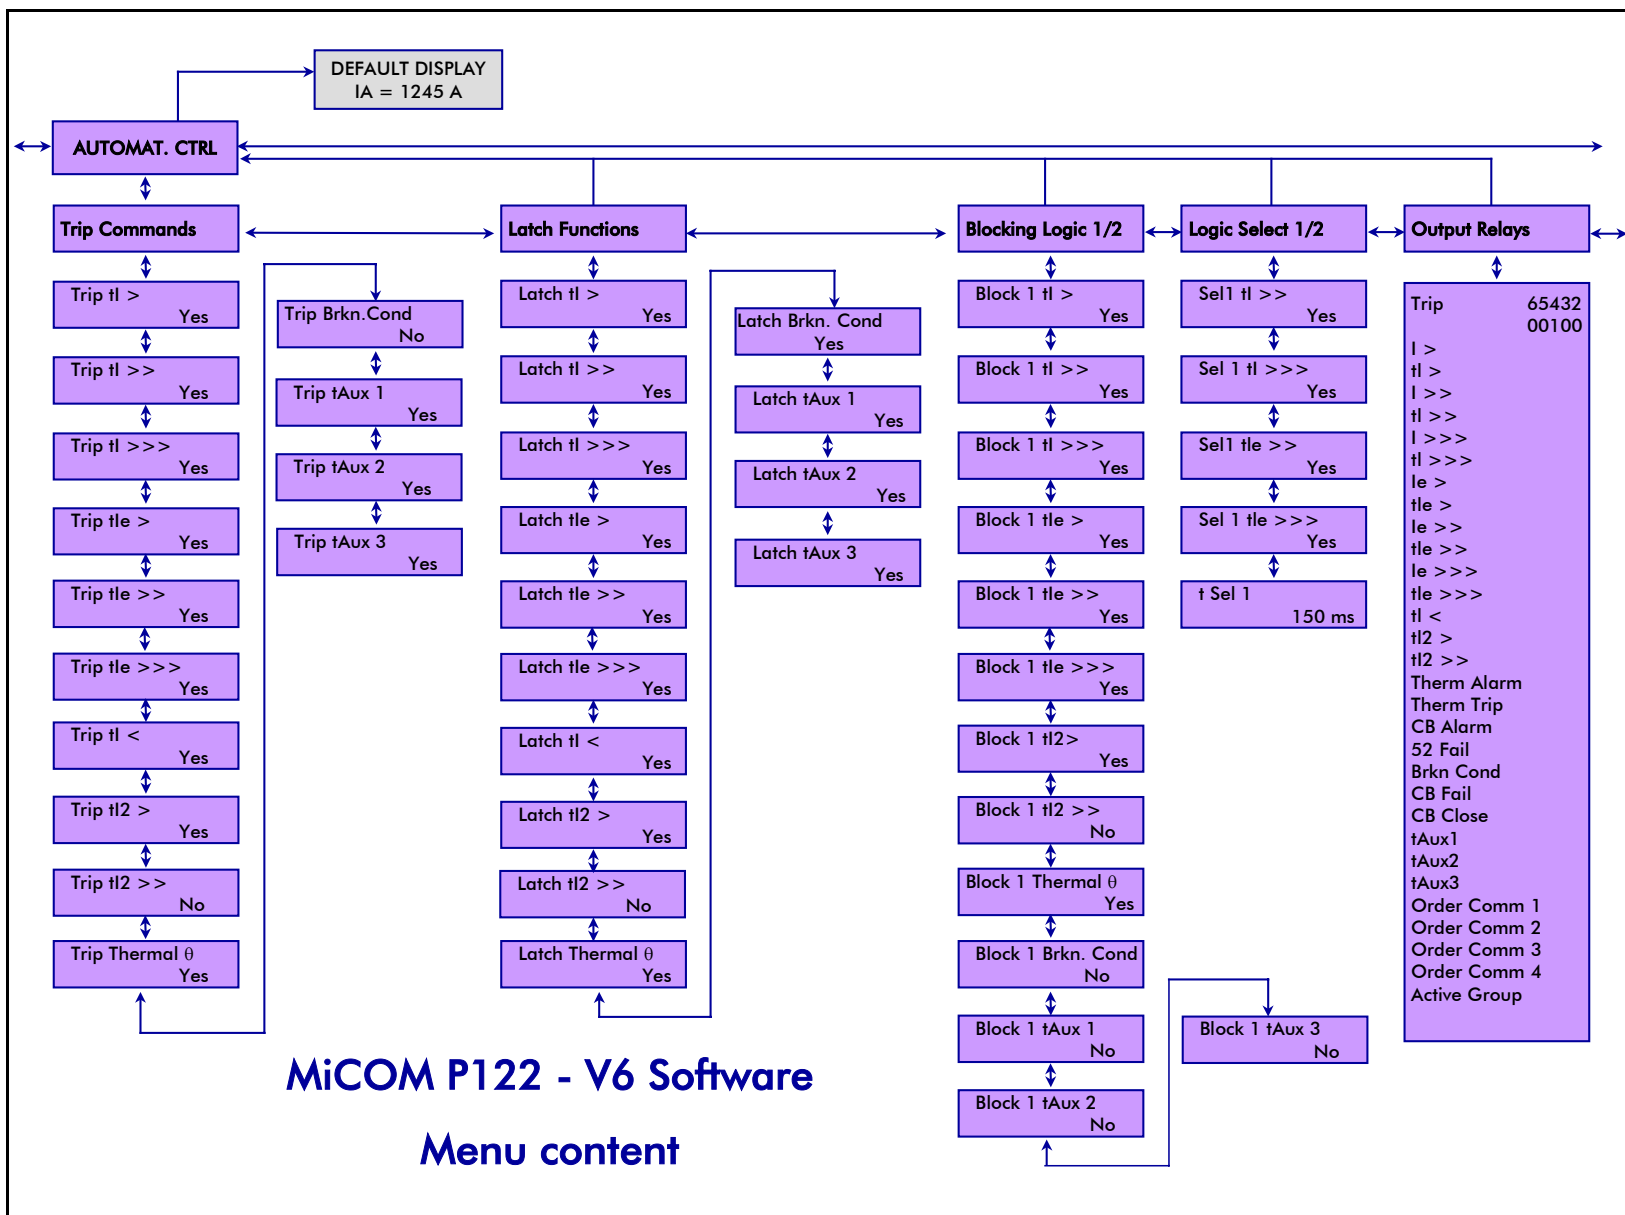 DEFAULT DISPLAY
IA = 1245 A
AUTOMAT. CTRL
Trip Commands
Trip tI >
Yes
Trip tI >>
Yes
Trip tI >>>
Yes
Trip tIe >
Yes
Trip tIe >>
Yes
Trip tIe >>>
Yes
Trip tI <
Yes
Trip tI2 >
Yes
Trip tI2 >>
No
Trip Thermal θ
Yes
Trip Brkn.Cond
No
Trip tAux 1
Yes
Trip tAux 2
Yes
Trip tAux 3
Yes
Latch Functions
Latch tI >
Yes
Latch tI >>
Yes
Latch tI >>>
Yes
Latch tIe >
Yes
Latch tIe >>
Yes
Latch tIe >>>
Yes
Latch tI <
Yes
Latch tI2 >
Yes
Latch tI2 >>
No
Latch Thermal θ
Yes
Latch Brkn. Cond
Yes
Latch tAux 1
Yes
Latch tAux 2
Yes
Latch tAux 3
Yes
Blocking Logic 1/2
Block 1 tI >
Yes
Block 1 tI >>
Yes
Block 1 tI >>>
Yes
Block 1 tIe >
Yes
Block 1 tIe >>
Yes
Block 1 tIe >>>
Yes
Block 1 tI2>
Yes
Block 1 tI2 >>
No
Block 1 Thermal θ
Yes
Block 1 Brkn. Cond
No
Block 1 tAux 1
No
Block 1 tAux 2
No
Block 1 tAux 3
No
Logic Select 1/2
Sel1 tI >>
Yes
Sel 1 tI >>>
Yes
Sel1 tIe >>
Yes
Sel 1 tIe >>>
Yes
t Sel 1
150 ms
Output Relays
Trip 65432
00100
I >
tI >
I >>
tI >>
I >>>
tI >>>
Ie >
tIe >
Ie >>
tIe >>
Ie >>>
tIe >>>
tI <
tI2 >
tI2 >>
Therm Alarm
Therm Trip
CB Alarm
52 Fail
Brkn Cond
CB Fail
CB Close
tAux1
tAux2
tAux3
Order Comm 1
Order Comm 2
Order Comm 3
Order Comm 4
Active Group
MiCOM P122 - V6 Software
Menu content